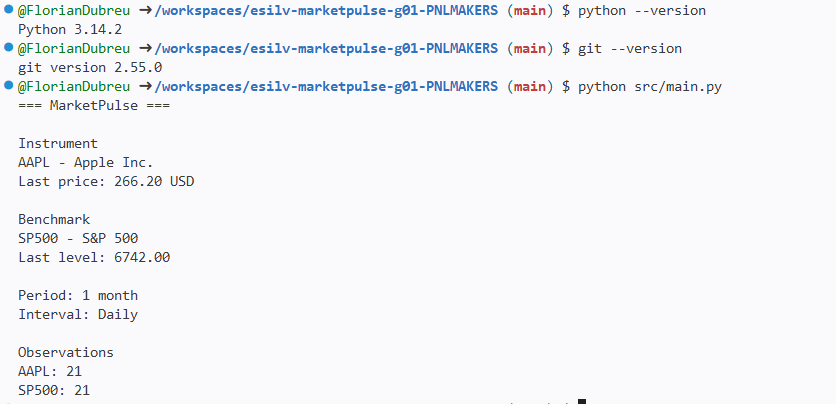 @FlorianDubreu ➜ /workspaces/esilv-marketpulse-g01-PNLMAKERS (main) $ python --version
Python 3.14.2
@FlorianDubreu ➜ /workspaces/esilv-marketpulse-g01-PNLMAKERS (main) $ git --version
git version 2.55.0
@FlorianDubreu ➜ /workspaces/esilv-marketpulse-g01-PNLMAKERS (main) $ python src/main.py
=== MarketPulse ===
Instrument
AAPL - Apple Inc.
Last price: 266.20 USD
Benchmark
SP500 - S&P 500
Last level: 6742.00
Period: 1 month
Interval: Daily
Observations
AAPL: 21
SP500: 21